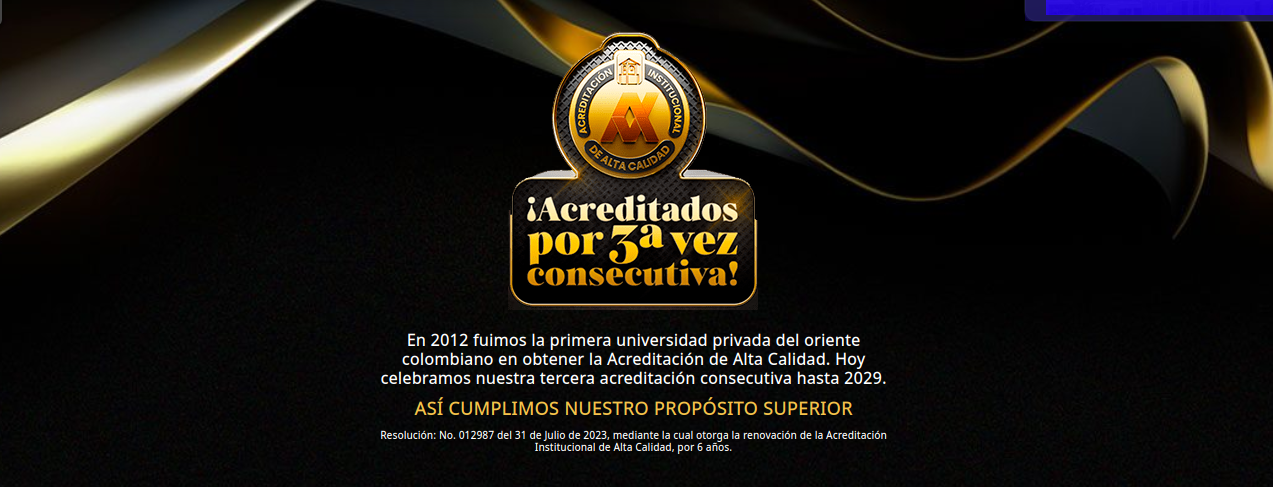 ACREDITACIÓN INSTITUCIONAL
DE ALTA CALIDAD
¡Acreditados
por 3ª vez
consecutiva!
En 2012 fuimos la primera universidad privada del oriente
colombiano en obtener la Acreditación de Alta Calidad. Hoy
celebramos nuestra tercera acreditación consecutiva hasta 2029.
ASÍ CUMPLIMOS NUESTRO PROPÓSITO SUPERIOR
Resolución: No. 012987 del 31 de Julio de 2023, mediante la cual otorga la renovación de la Acreditación
Institucional de Alta Calidad, por 6 años.